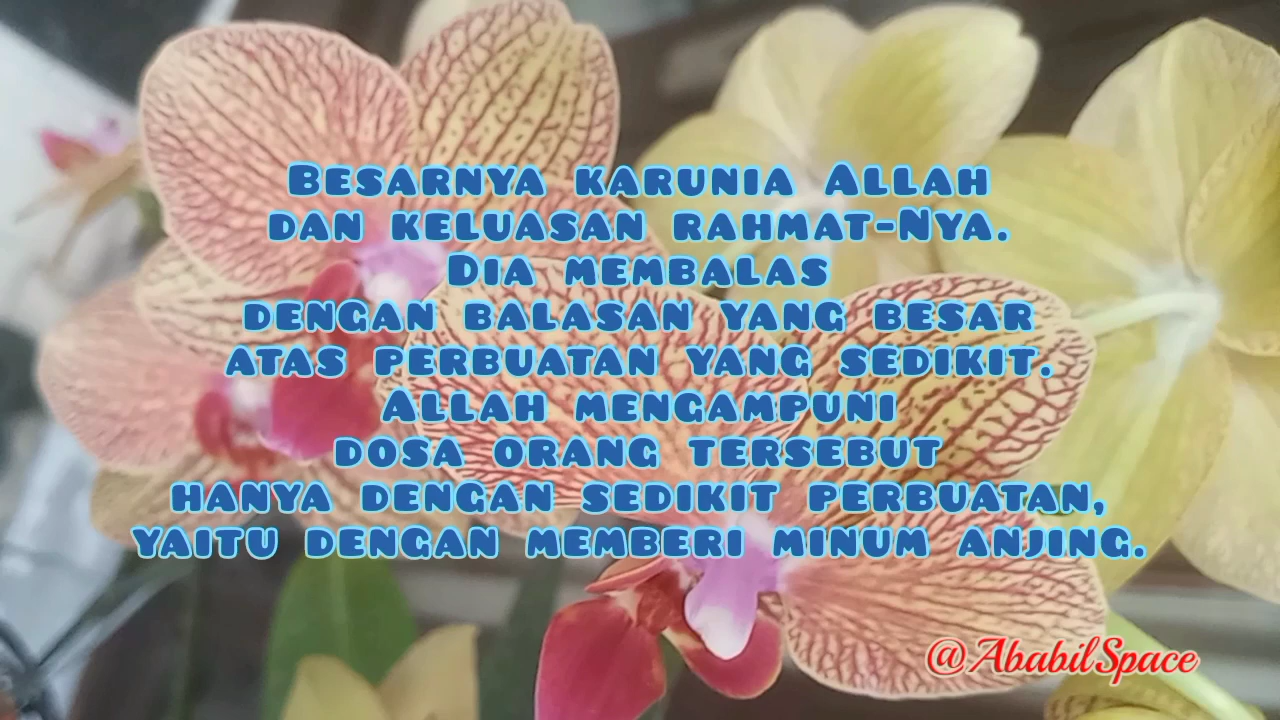 Besarnya karunia Allah
dan keluasan rahmat-Nya.
Dia membalas
dengan balasan yang besar
atas perbuatan yang sedikit.
Allah mengampuni
dosa orang tersebut
hanya dengan sedikit perbuatan,
yaitu dengan memberi minum anjing.
@AbabilSpace